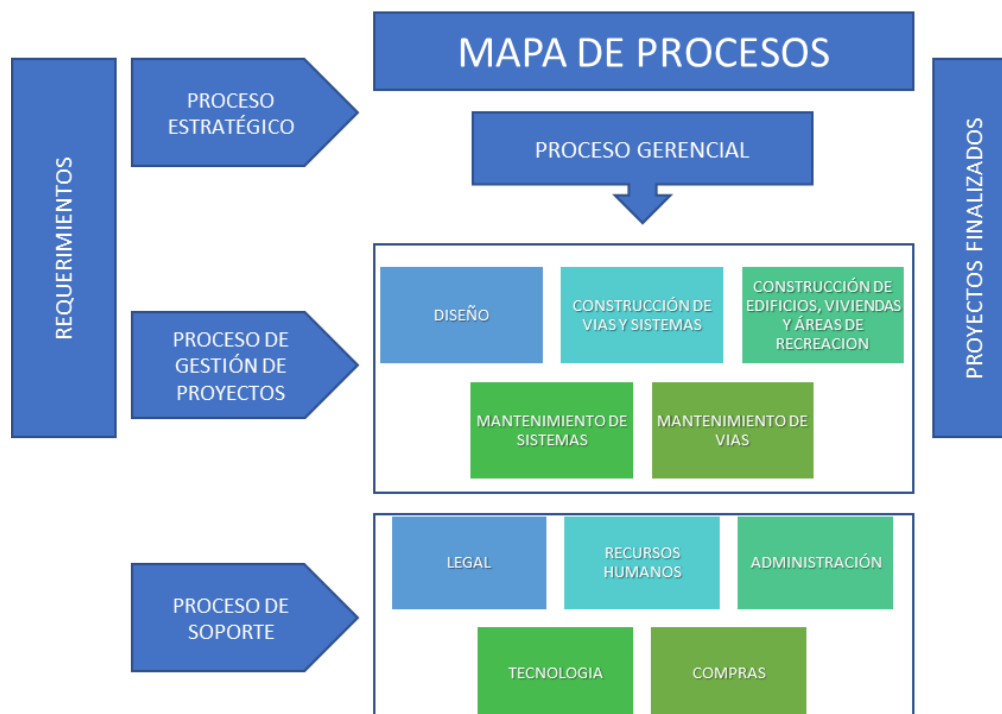 MAPA DE PROCESOS
REQUERIMIENTOS
PROCESO
ESTRATÉGICO
PROCESO GERENCIAL
PROYECTOS FINALIZADOS
PROCESO DE
GESTIÓN DE
PROYECTOS
DISEÑO
CONSTRUCCIÓN DE
VIAS Y SISTEMAS
CONSTRUCCIÓN DE
EDIFICIOS, VIVIENDAS
Y ÁREAS DE
RECREACION
MANTENIMIENTO DE
SISTEMAS
MANTENIMIENTO DE
VIAS
PROCESO DE
SOPORTE
LEGAL
RECURSOS
HUMANOS
ADMINISTRACIÓN
TECNOLOGIA
COMPRAS